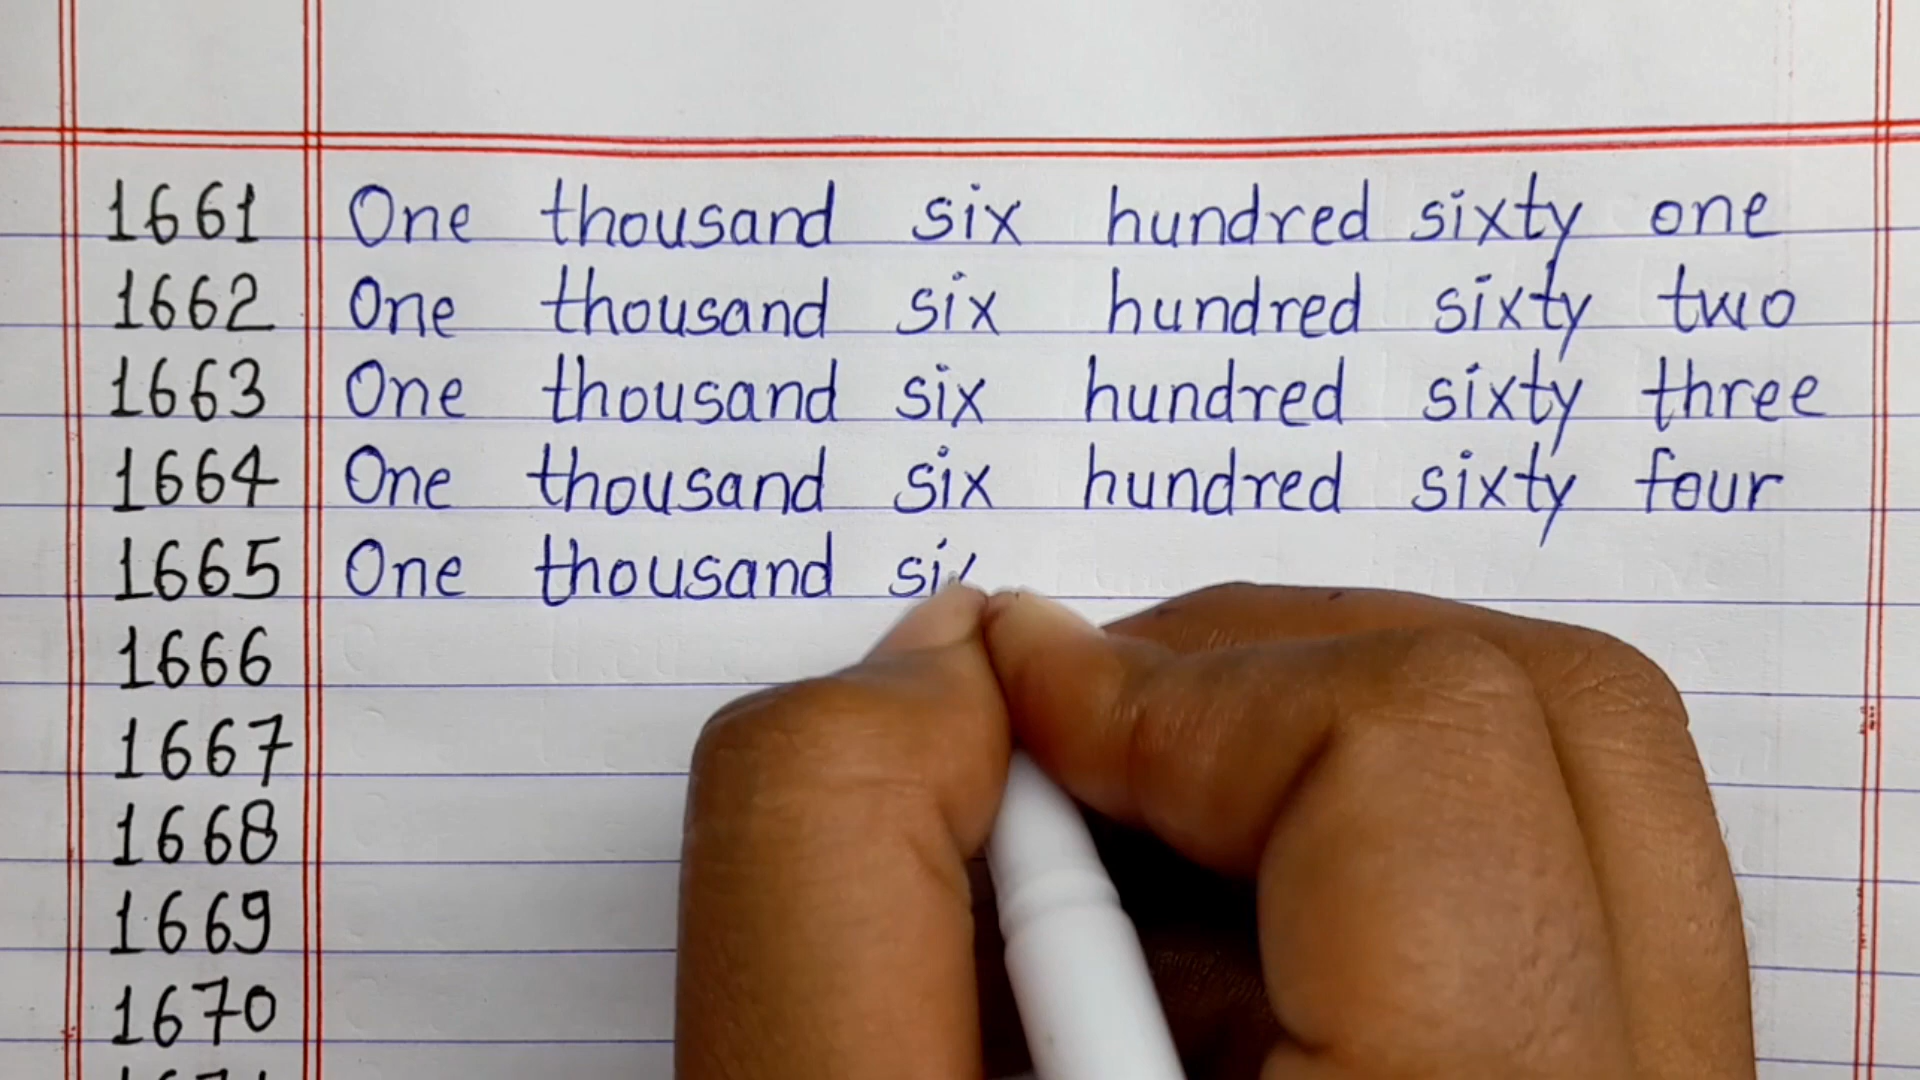 1661 One thousand six hundred sixty one
1662 One thousand six hundred sixty two
1663 One thousand six hundred sixty three
1664 One thousand six hundred sixty four
1665 One thousand six
1666
1667
1668
1669
1670